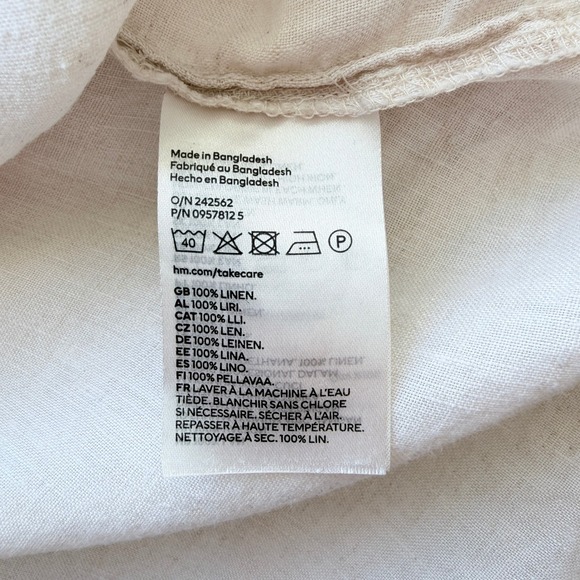 Made in Bangladesh
Fabriqué au Bangladesh
Hecho en Bangladesh
O/N 242562
P/N 0957812 5
40 P
hm.com/takecare
GB 100% LINEN.
AL 100% LIRI.
CAT 100% LLI.
CZ 100% LEN.
DE 100% LEINEN.
EE 100% LINA.
ES 100% LINO.
FI 100% PELLAVAA.
FR LAVER À LA MACHINE À L'EAU
TIÈDE. BLANCHIR SANS CHLORE
SI NÉCESSAIRE. SÉCHER À L'AIR.
REPASSER À HAUTE TEMPÉRATURE.
NETTOYAGE À SEC. 100% LIN.